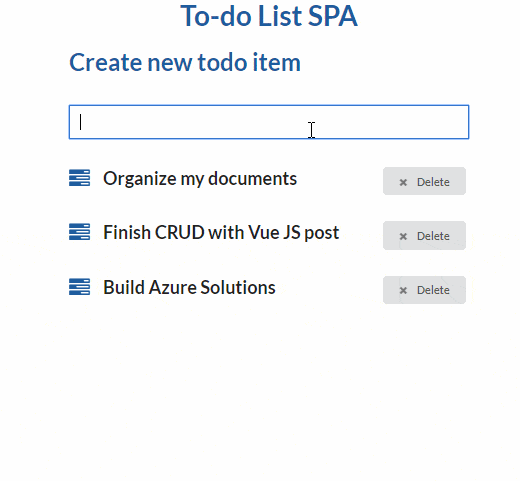 To-do List SPA
Create new todo item
Organize my documents
Delete
Finish CRUD with Vue JS post
Delete
Build Azure Solutions
Delete